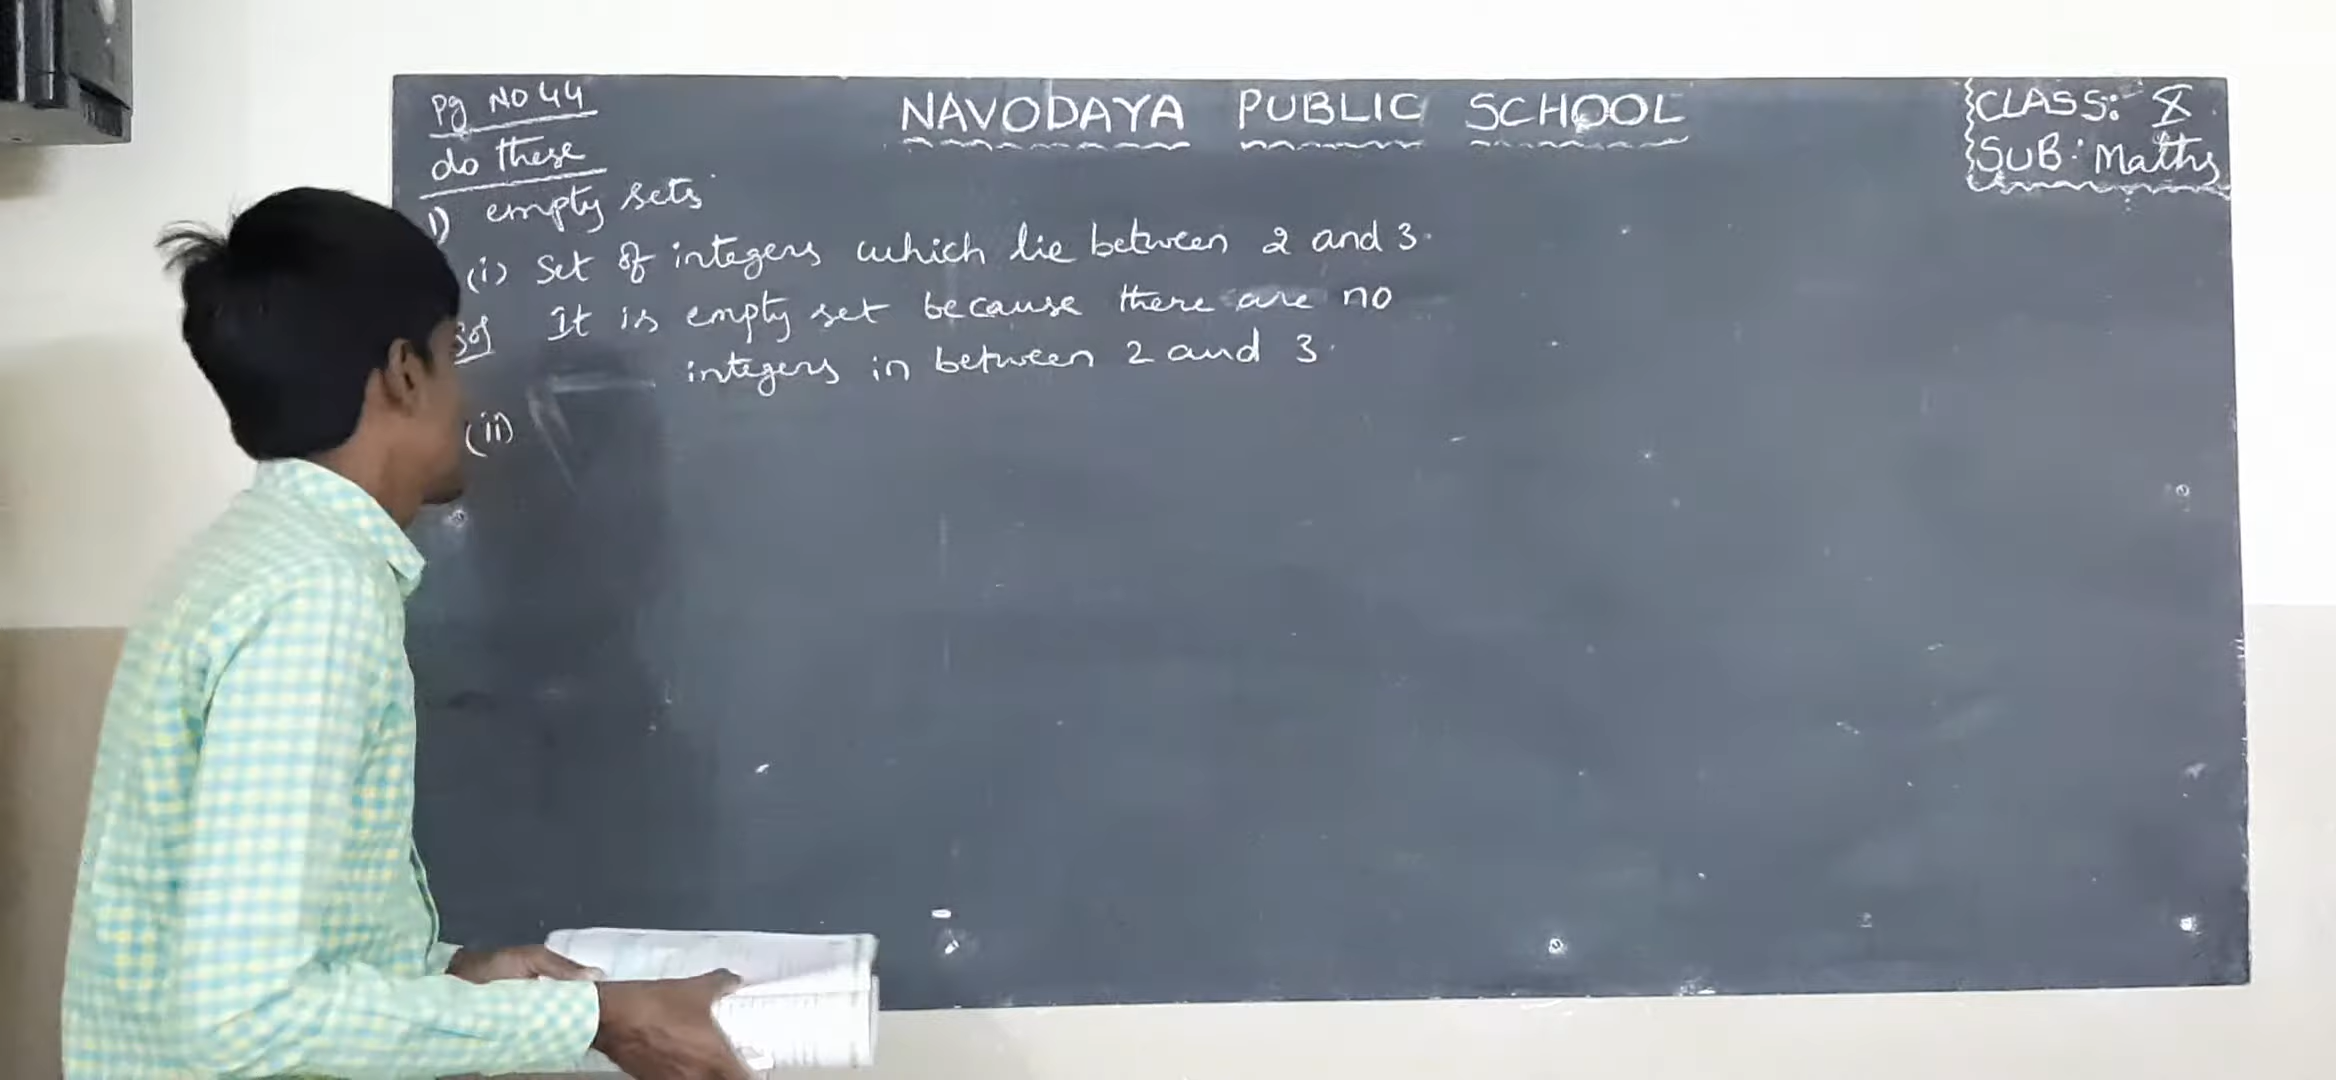 Pg NO 44
do these
NAVODAYA PUBLIC SCHOOL
CLASS: X
SUB: Maths
1) empty sets
(i) Set of integers which lie between 2 and 3.
Sol It is empty set because there are no
integers in between 2 and 3.
(ii)